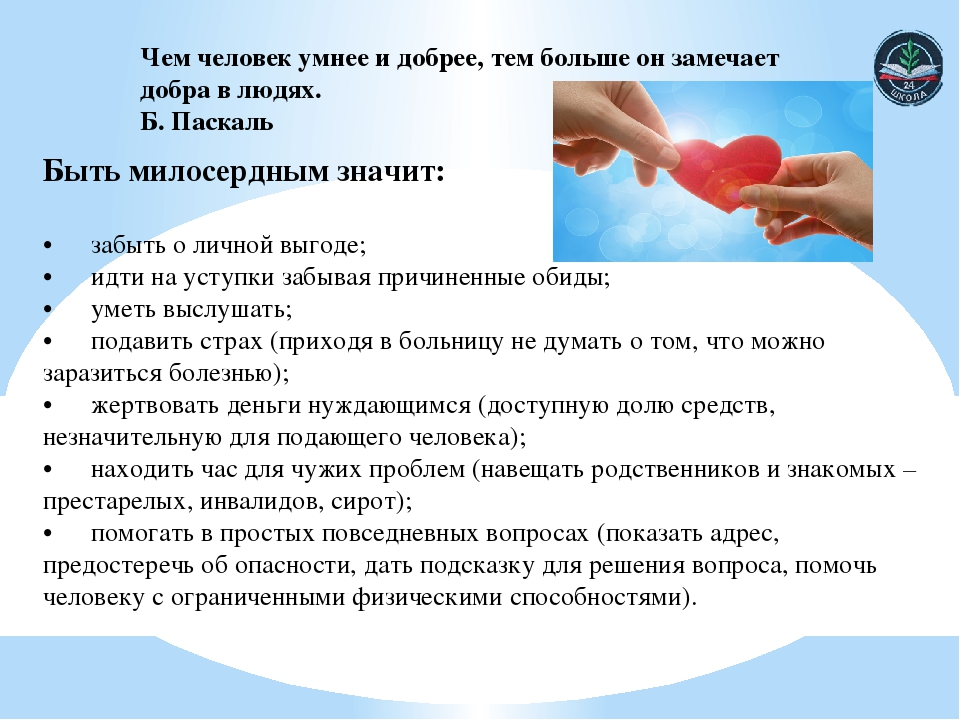 Чем человек умнее и добрее, тем больше он замечает
добра в людях.
Б. Паскаль
24
ШКОЛА
Быть милосердным значит:
• забыть о личной выгоде;
• идти на уступки забывая причиненные обиды;
• уметь выслушать;
• подавить страх (приходя в больницу не думать о том, что можно
заразиться болезнью);
• жертвовать деньги нуждающимся (доступную долю средств,
незначительную для подающего человека);
• находить час для чужих проблем (навещать родственников и знакомых –
престарелых, инвалидов, сирот);
• помогать в простых повседневных вопросах (показать адрес,
предостеречь об опасности, дать подсказку для решения вопроса, помочь
человеку с ограниченными физическими способностями).